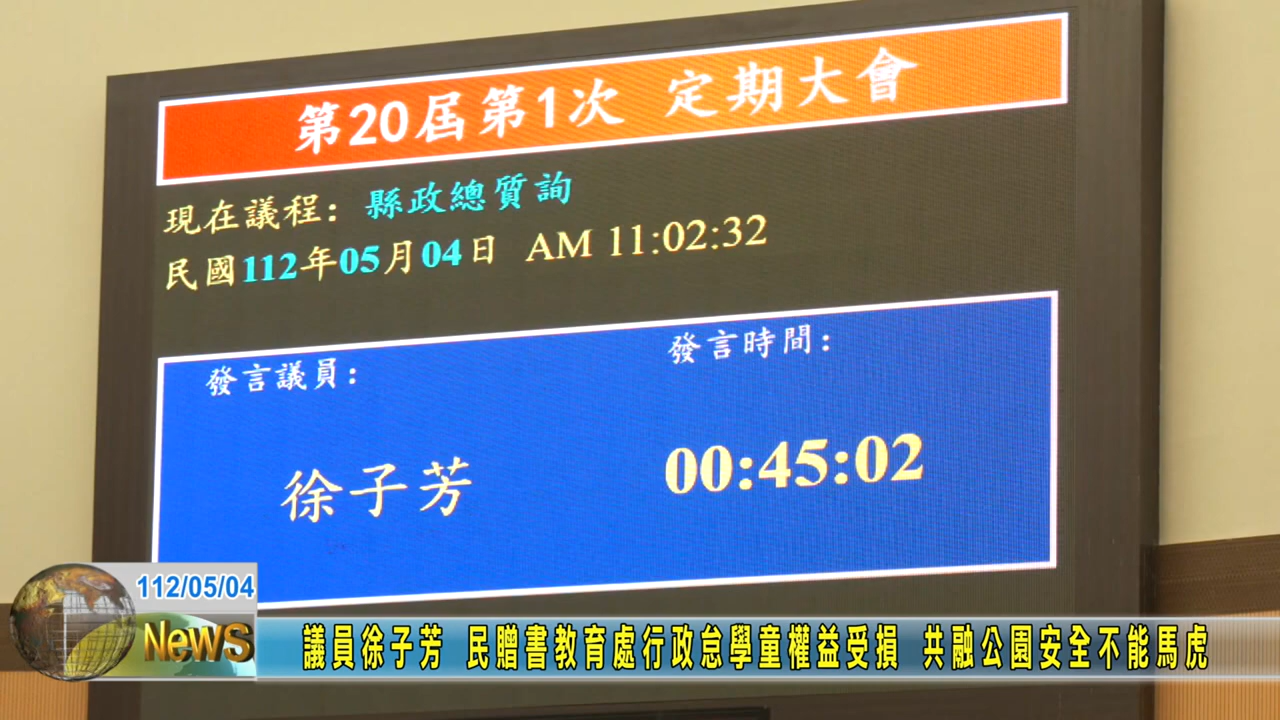 第20屆第1次 定期大會
現在議程：縣政總質詢
民國112年05月04日 AM 11:02:32
發言議員：
發言時間：
徐子芳
00:45:02
112/05/04
News
議員徐子芳 民贈書教育處行政怠學童權益受損 共融公園安全不能馬虎